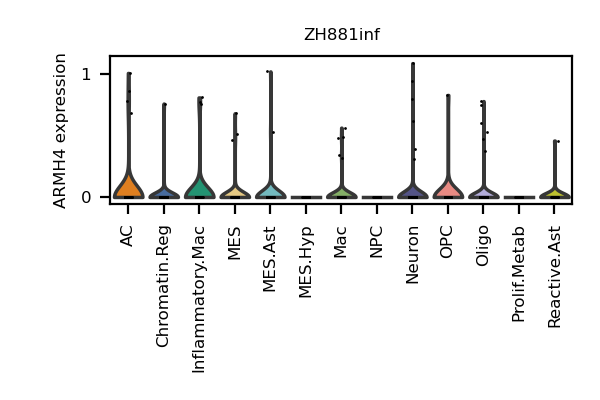 ZH881inf
ARMH4 expression
1
0
AC
Chromatin.Reg
Inflammatory.Mac
MES
MES.Ast
MES.Hyp
Mac
NPC
Neuron
OPC
Oligo
Prolif.Metab
Reactive.Ast